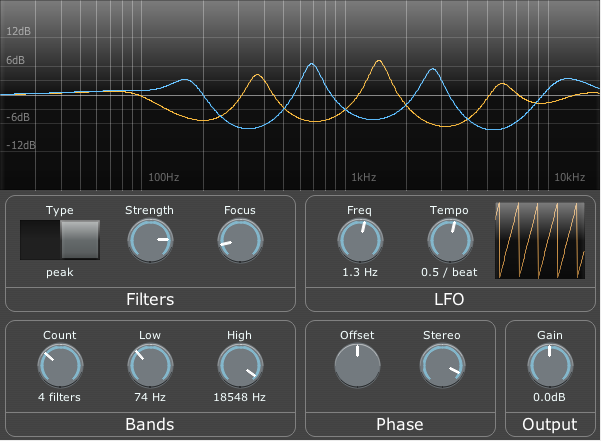 12dB
6dB
-6dB
-12dB
100Hz 1kHz 10kHz
Type Strength Focus
peak
Filters
Freq Tempo
1.3 Hz 0.5 / beat
LFO
Count Low High
4 filters 74 Hz 18548 Hz
Bands
Offset Stereo
Phase
Gain
0.0dB
Output